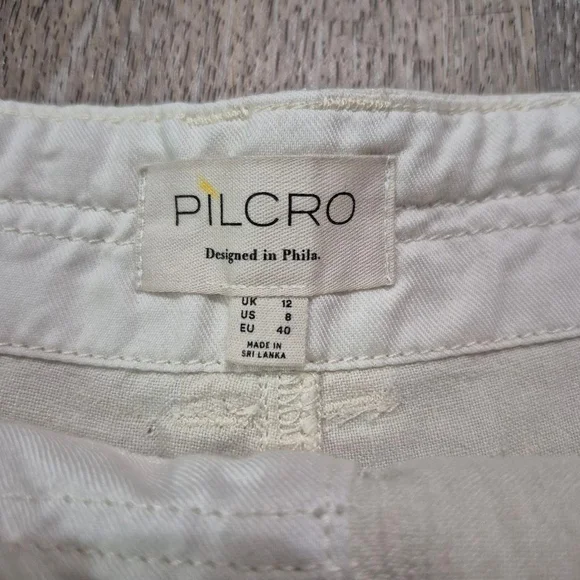 PILCRO
Designed in Phila.
UK 12
US 8
EU 40
MADE IN
SRI LANKA